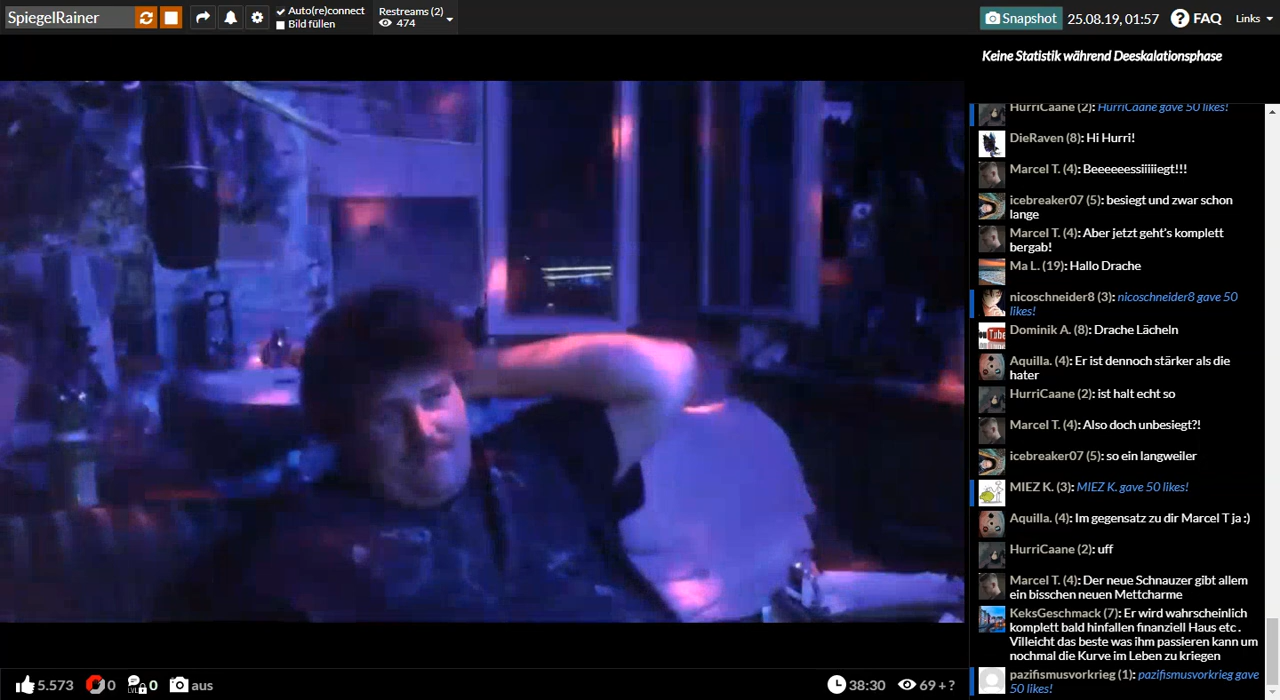 SpiegelRainer
Auto(re)connect
Bild füllen
Restreams (2)
474
Snapshot
25.08.19, 01:57
? FAQ
Links
Keine Statistik während Deeskalationsphase
HurriCaane (2): HurriCaane gave 50 likes!
DieRaven (8): Hi Hurri!
Marcel T. (4): Beeeeeessiiiiegt!!!
icebreaker07 (5): besiegt und zwar schon
lange
Marcel T. (4): Aber jetzt geht's komplett
bergab!
Ma L. (19): Hallo Drache
nicoschneider8 (3): nicoschneider8 gave 50
likes!
Dominik A. (8): Drache Lächeln
Aquilla. (4): Er ist dennoch stärker als die
hater
HurriCaane (2): ist halt echt so
Marcel T. (4): Also doch unbesiegt?!
icebreaker07 (5): so ein langweiler
MIEZ K. (3): MIEZ K. gave 50 likes!
Aquilla. (4): Im gegensatz zu dir Marcel T ja :)
HurriCaane (2): uff
Marcel T. (4): Der neue Schnauzer gibt allem
ein bisschen neuen Mettcharme
KeksGeschmack (7): Er wird wahrscheinlich
komplett bald hinfallen finanziell Haus etc .
Villeicht das beste was ihm passieren kann um
nochmal die Kurve im Leben zu kriegen
pazifismusvorkrieg (1): pazifismusvorkrieg gave
50 likes!
5.573
0
LVL
0
aus
38:30
69 + ?